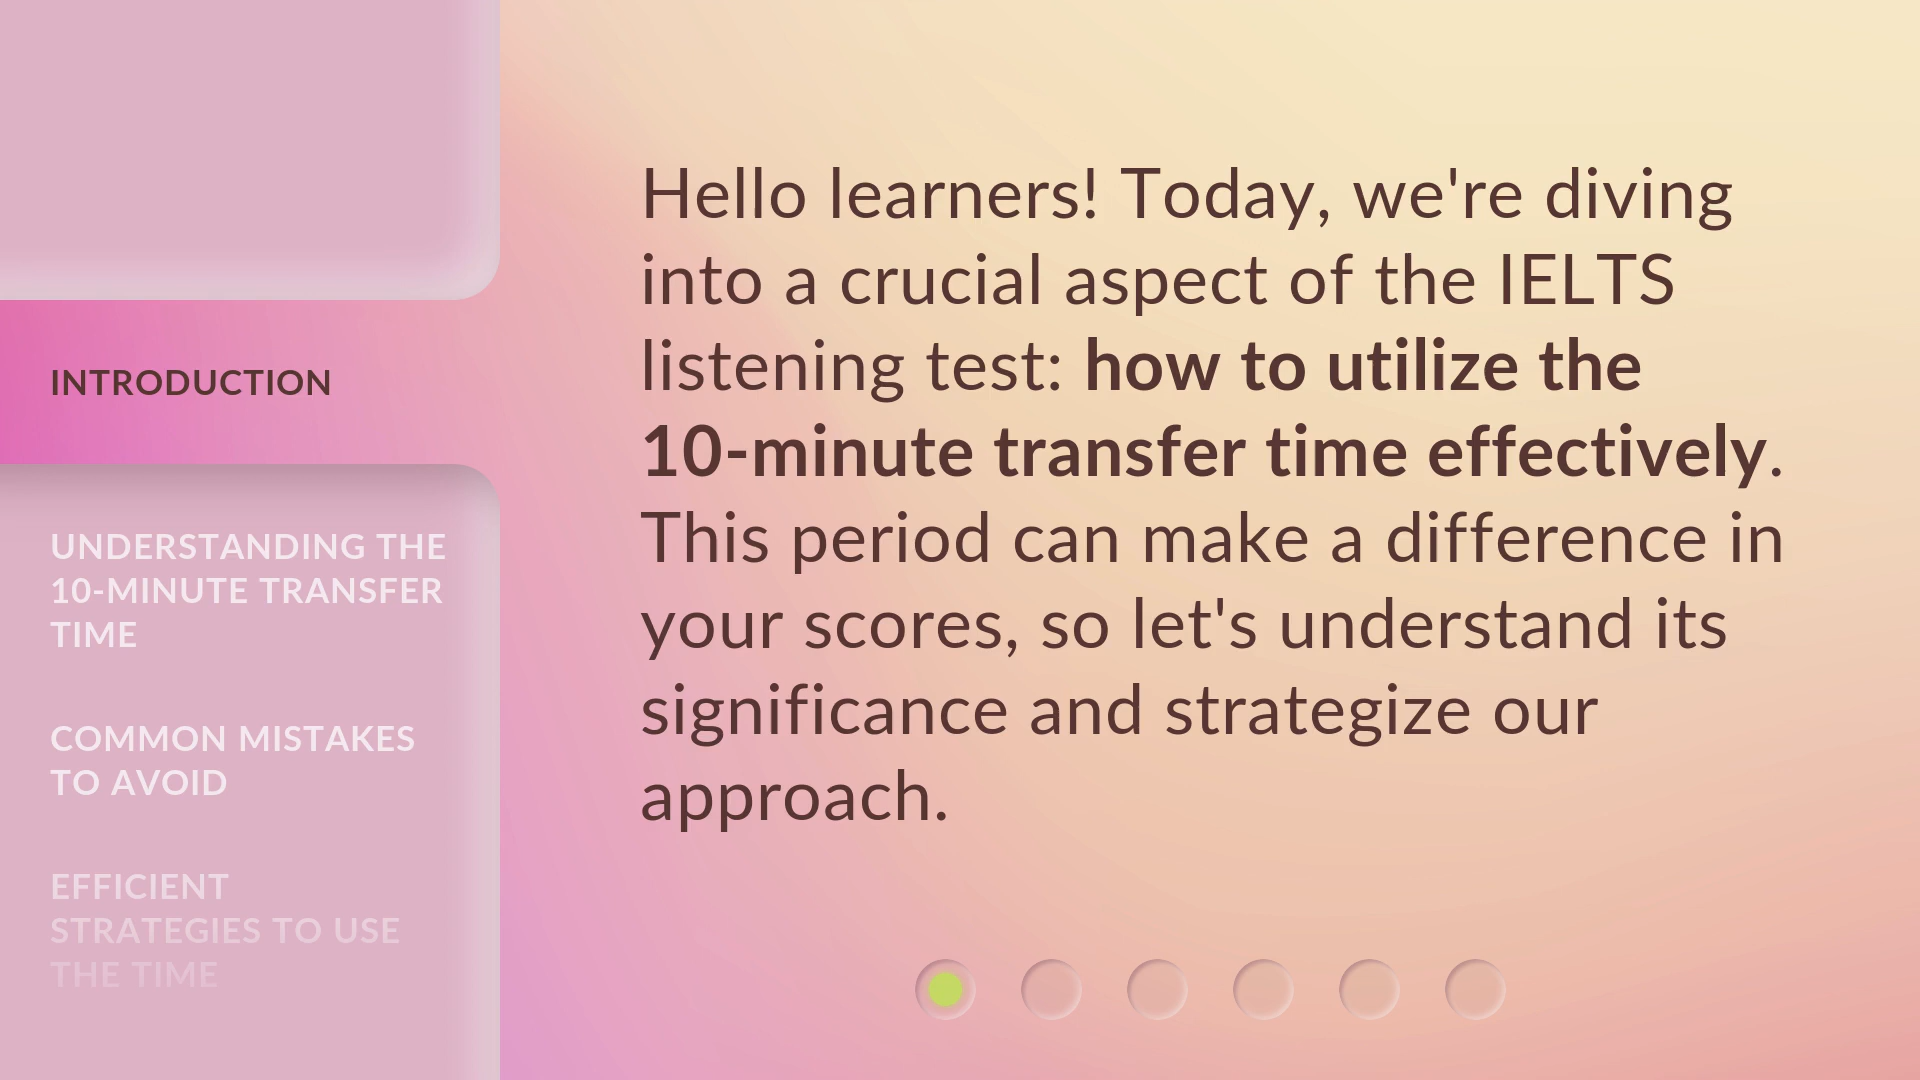 INTRODUCTION
UNDERSTANDING THE
10-MINUTE TRANSFER
TIME
COMMON MISTAKES
TO AVOID
EFFICIENT
STRATEGIES TO USE
THE TIME
Hello learners! Today, we're diving
into a crucial aspect of the IELTS
listening test: how to utilize the
10-minute transfer time effectively.
This period can make a difference in
your scores, so let's understand its
significance and strategize our
approach.